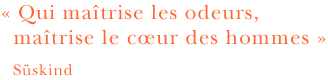 « Qui maîtrise les odeurs,
maîtrise le cœur des hommes »
Süskind